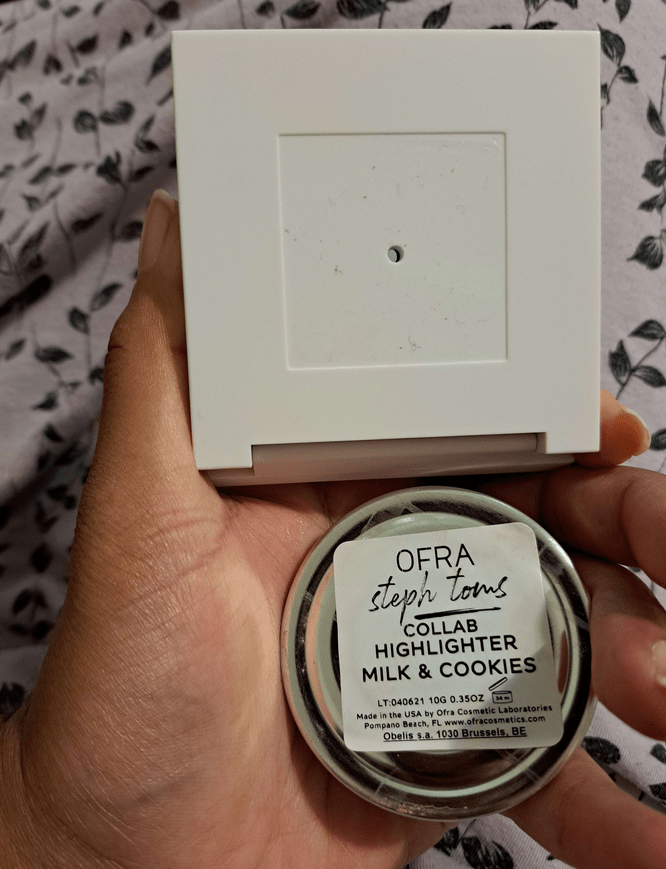 OFRA
steph toms
COLLAB
HIGHLIGHTER
MILK & COOKIES
LT:040621 10G 0.35OZ 24 m
Made in the USA by Ofra Cosmetic Laboratories
Pompano Beach, FL www.ofracosmetics.com
Obelis s.a. 1030 Brussels, BE